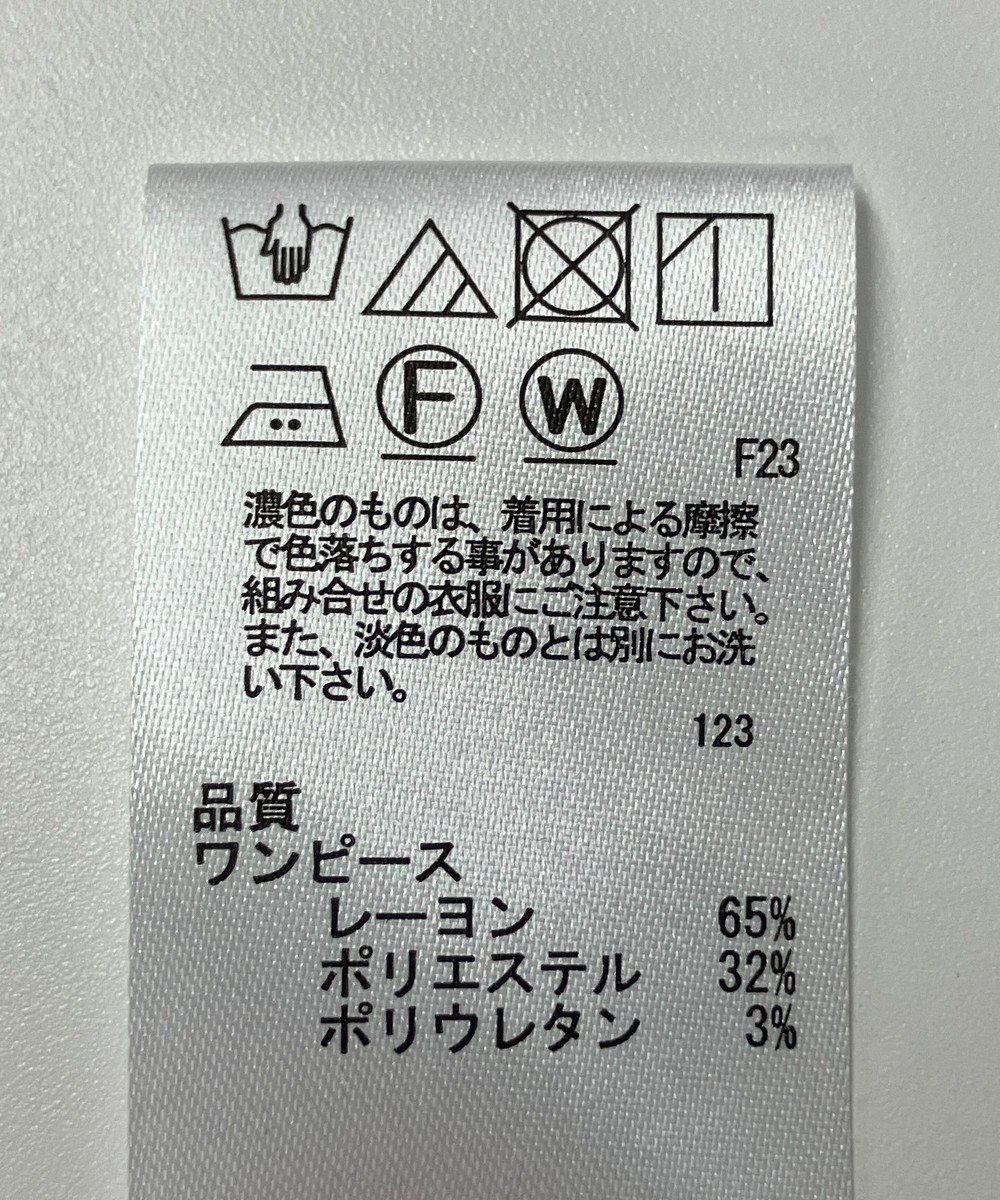 F W
F23
濃色のものは、着用による摩擦
で色落ちする事がありますので、
組み合せの衣服にご注意下さい。
また、淡色のものとは別にお洗
い下さい。
123
品質
ワンピース
レーヨン 65%
ポリエステル 32%
ポリウレタン 3%